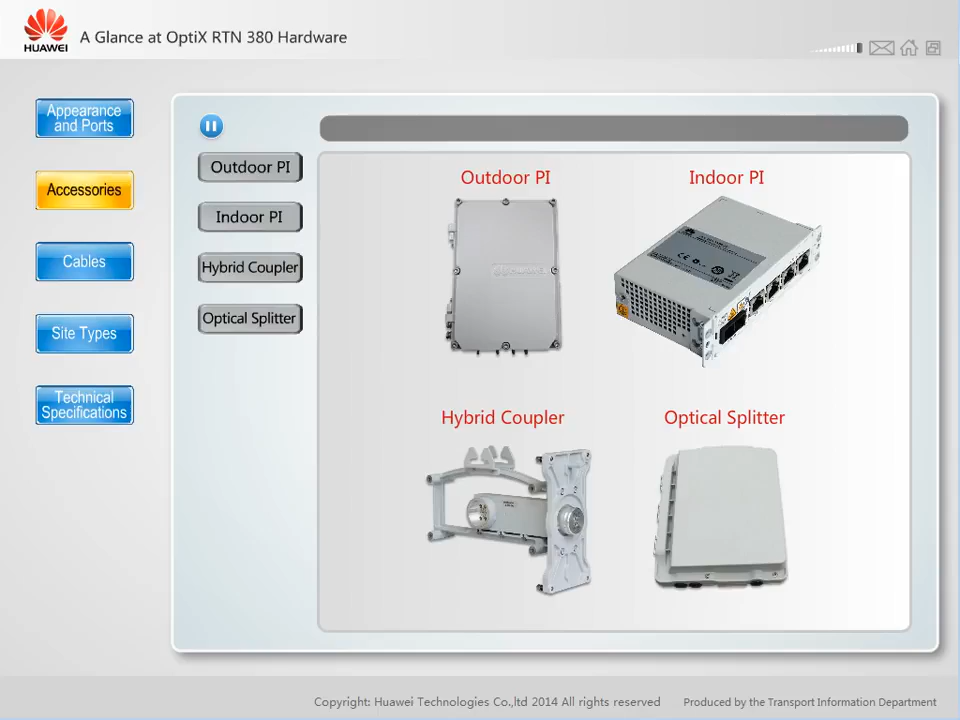 HUAWEI
A Glance at OptiX RTN 380 Hardware
Appearance
and Ports
Accessories
Cables
Site Types
Technical
Specifications
Outdoor PI
Indoor PI
Hybrid Coupler
Optical Splitter
Outdoor PI
Indoor PI
HUAWEI
Hybrid Coupler
Optical Splitter
Copyright: Huawei Technologies Co.,ltd 2014 All rights reserved
Produced by the Transport Information Department